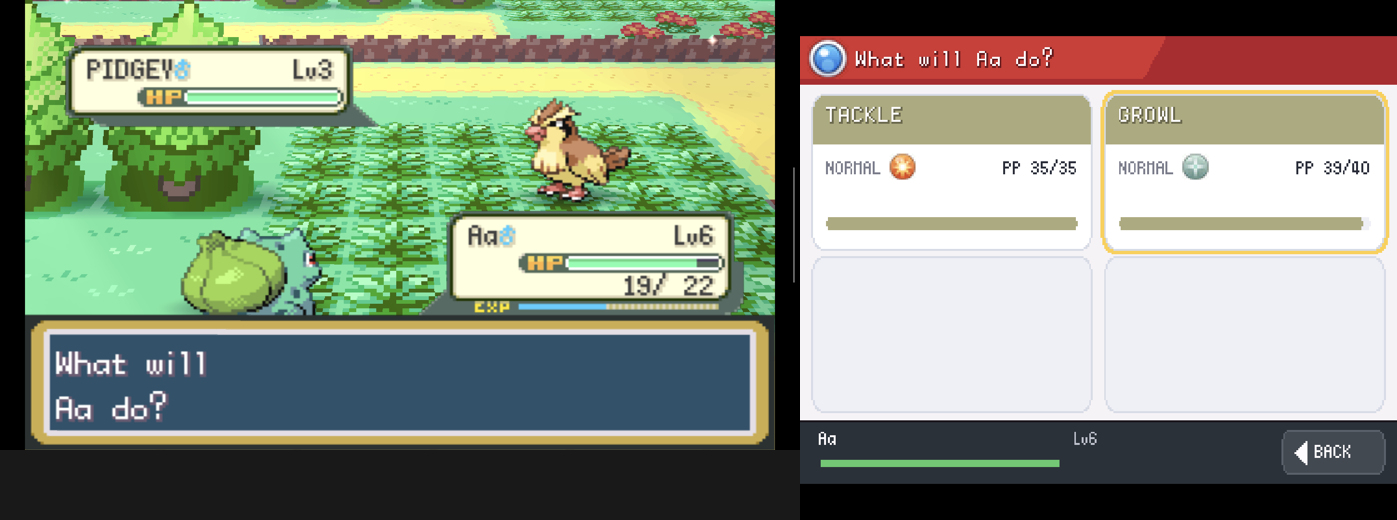 PIDGEY♂ Lv3
HP
Aa♂ Lv6
HP
19/ 22
EXP
What will
Aa do?
What will Aa do?
TACKLE
NORMAL PP 35/35
GROWL
NORMAL PP 39/40
Aa Lv6
BACK